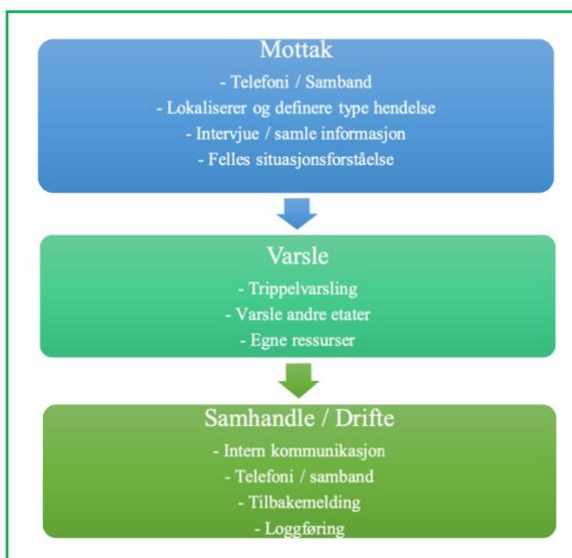 Mottak
- Telefoni / Samband
- Lokaliserer og definere type hendelse
- Intervjue / samle informasjon
- Felles situasjonsforståelse
Varsle
- Trippelvarsling
- Varsle andre etater
- Egne ressurser
Samhandle / Drifte
- Intern kommunikasjon
- Telefoni / samband
- Tilbakemelding
- Loggføring